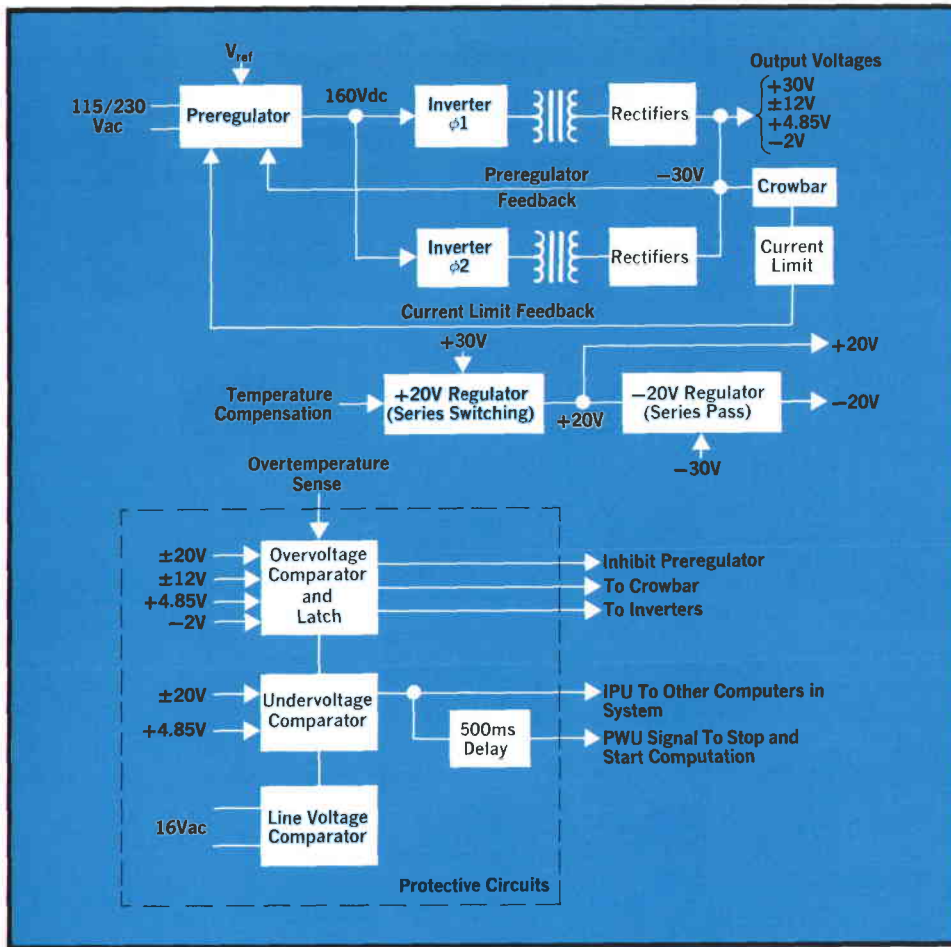 V_ref
115/230
Vac
Preregulator
160Vdc
Inverter
φ1
Rectifiers
Output Voltages
+30V
±12V
+4.85V
−2V
Preregulator
Feedback
−30V
Crowbar
Inverter
φ2
Rectifiers
Current
Limit
Current Limit Feedback
+30V
+20V
Temperature
Compensation
+20V Regulator
(Series Switching)
+20V
−20V Regulator
(Series Pass)
−20V
−30V
Overtemperature
Sense
±20V
±12V
+4.85V
−2V
Overvoltage
Comparator
and
Latch
Inhibit Preregulator
To Crowbar
To Inverters
±20V
+4.85V
Undervoltage
Comparator
500ms
Delay
IPU To Other Computers in
System
PWU Signal To Stop and
Start Computation
16Vac
Line Voltage
Comparator
Protective Circuits